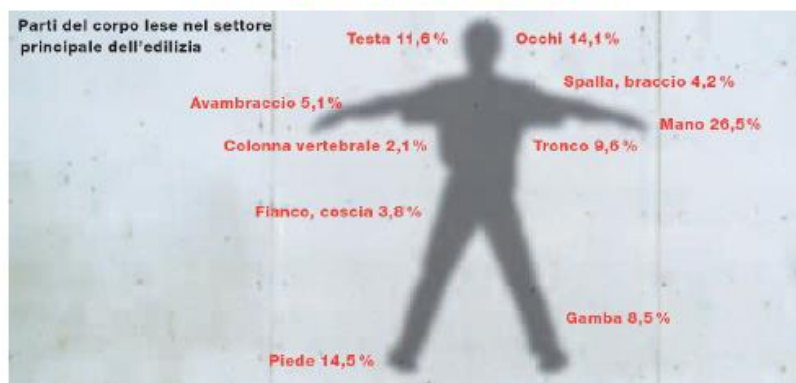 Parti del corpo lese nel settore
principale dell'edilizia
Testa 11,6%
Occhi 14,1%
Spalla, braccio 4,2%
Avambraccio 5,1%
Mano 26,5%
Colonna vertebrale 2,1%
Tronco 9,6%
Fianco, coscia 3,8%
Gamba 8,5%
Piede 14,5%